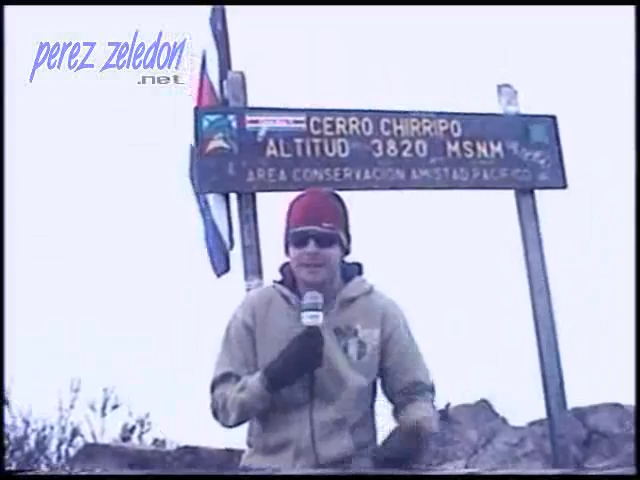 perez zeledon
.net
CERRO CHIRRIPO
ALTITUD 3820 MSNM
AREA CONSERVACION AMISTAD PACIFICO